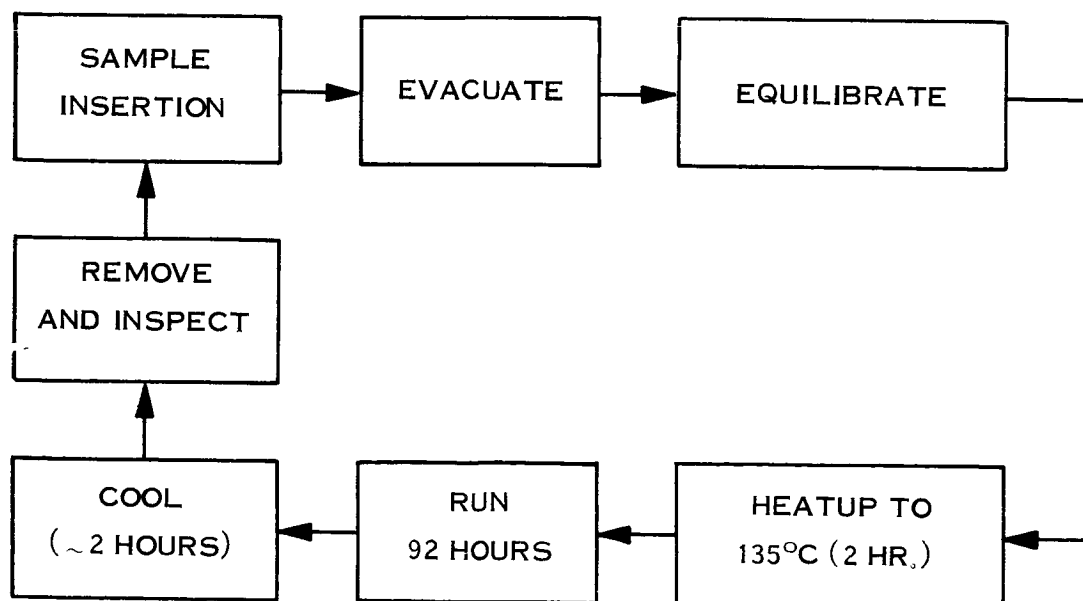 SAMPLE
INSERTION
EVACUATE
EQUILIBRATE
HEATUP TO
135°C (2 HR.)
RUN
92 HOURS
COOL
(~2 HOURS)
REMOVE
AND INSPECT